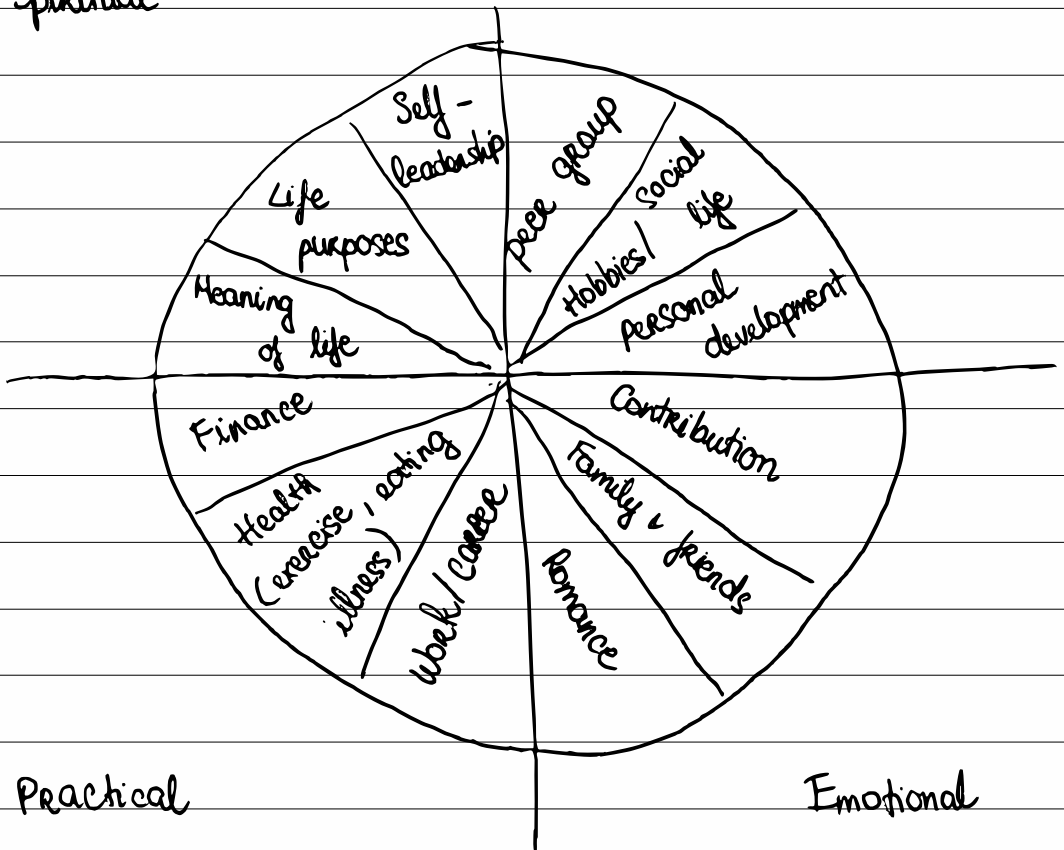 Self-
leadership
peer group
Hobbies/ social
life
Life
purposes
Personal
development
Meaning
of life
Finance
Contribution
Health
(exercise, eating
illness)
Family & friends
Work/career
Romance
Practical
Emotional